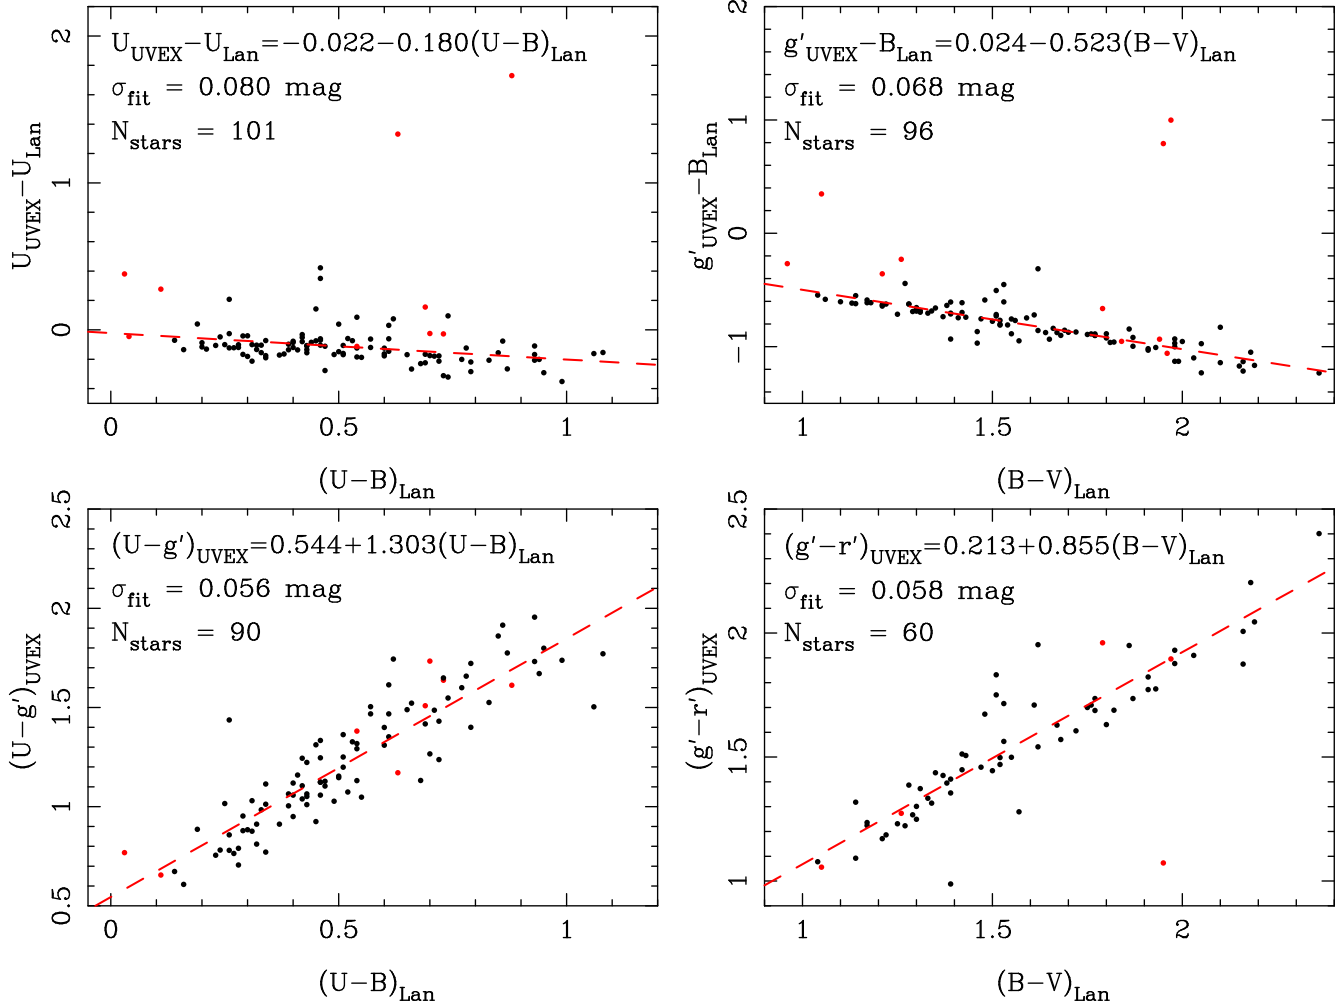 U_UVEX−U_Lan=−0.022−0.180(U−B)_Lan
σ_fit = 0.080 mag
N_stars = 101
U_UVEX−U_Lan
2
1
0
0
0.5
1
(U−B)_Lan
g′_UVEX−B_Lan=0.024−0.523(B−V)_Lan
σ_fit = 0.068 mag
N_stars = 96
g′_UVEX−B_Lan
2
1
0
−1
1
1.5
2
(B−V)_Lan
(U−g′)_UVEX=0.544+1.303(U−B)_Lan
σ_fit = 0.056 mag
N_stars = 90
(U−g′)_UVEX
2.5
2
1.5
1
0.5
0
0.5
1
(U−B)_Lan
(g′−r′)_UVEX=0.213+0.855(B−V)_Lan
σ_fit = 0.058 mag
N_stars = 60
(g′−r′)_UVEX
2.5
2
1.5
1
1
1.5
2
(B−V)_Lan